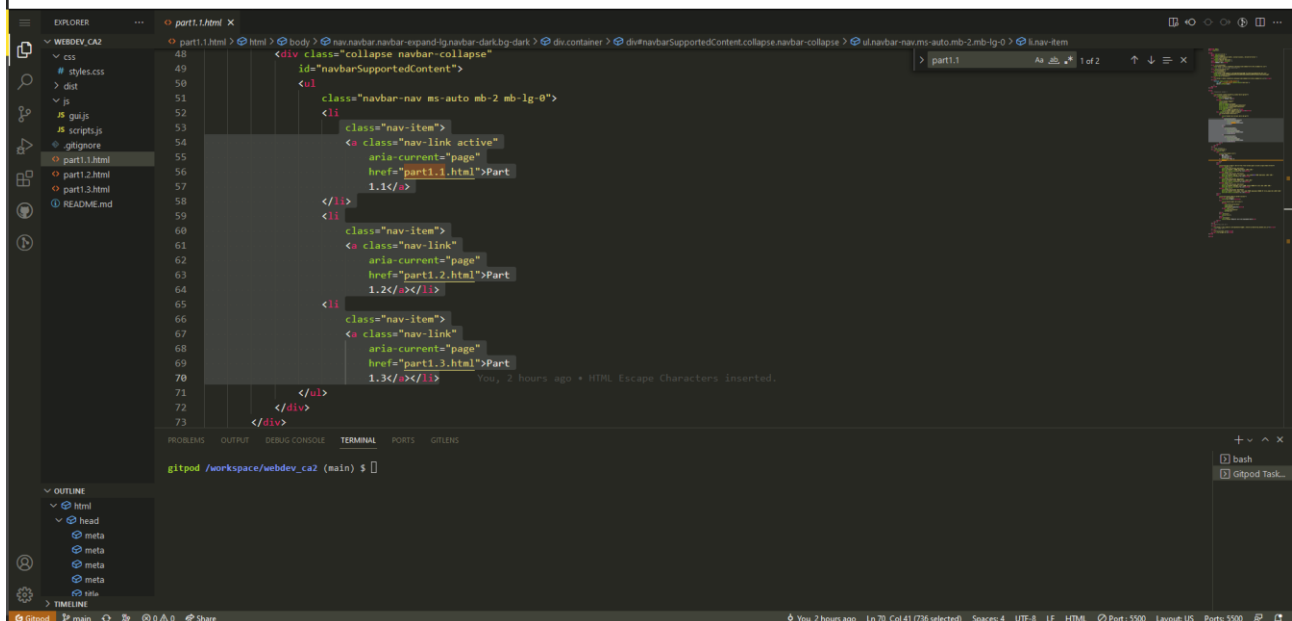 EXPLORER
part1.1.html
WEBDEV_CA2
part1.1.html > html > body > nav.navbar.navbar-expand-lg.navbar-dark.bg-dark > div.container > div#navbarSupportedContent.collapse.navbar-collapse > ul.navbar-nav.ms-auto.mb-2.mb-lg-0 > li.nav-item
css
# styles.css
dist
js
JS gui.js
JS scripts.js
.gitignore
part1.1.html
part1.2.html
part1.3.html
README.md
part1.1
Aa ab .* 1 of 2
48 <div class="collapse navbar-collapse"
49 id="navbarSupportedContent">
50 <ul
51 class="navbar-nav ms-auto mb-2 mb-lg-0">
52 <li
53 class="nav-item">
54 <a class="nav-link active"
55 aria-current="page"
56 href="part1.1.html">Part
57 1.1</a>
58 </li>
59 <li
60 class="nav-item">
61 <a class="nav-link"
62 aria-current="page"
63 href="part1.2.html">Part
64 1.2</a></li>
65 <li
66 class="nav-item">
67 <a class="nav-link"
68 aria-current="page"
69 href="part1.3.html">Part
70 1.3</a></li> You, 2 hours ago • HTML Escape Characters inserted.
71 </ul>
72 </div>
73 </div>
PROBLEMS OUTPUT DEBUG CONSOLE TERMINAL PORTS GITLENS
gitpod /workspace/webdev_ca2 (main) $
bash
Gitpod Task...
OUTLINE
html
head
meta
meta
meta
meta
title
TIMELINE
Gitpod main 0 0 Share You, 2 hours ago Ln 70, Col 41 (736 selected) Spaces: 4 UTF-8 LF HTML Port : 5500 Layout: US Ports: 5500